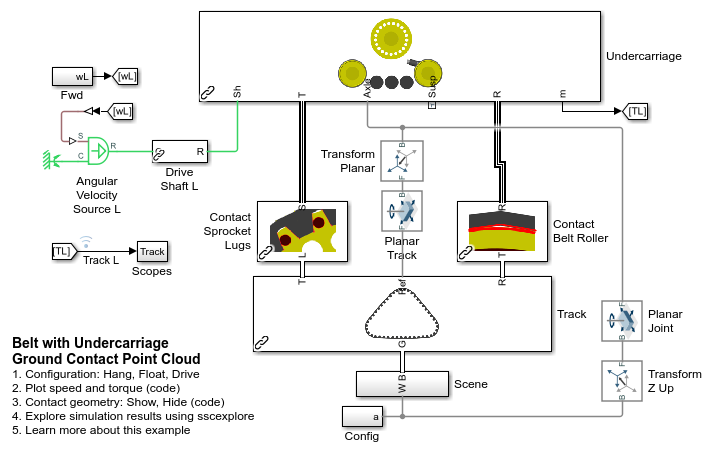 Undercarriage
Sh
T
Axle
Susp
R
m
wL
[wL]
Fwd
[wL]
[TL]
S
C
R
R
Angular
Velocity
Source L
Drive
Shaft L
Transform
Planar
B
F
B
F
Planar
Track
Contact
Sprocket
Lugs
S
L
R
T
Contact
Belt Roller
[TL]
Track L
Track
Scopes
T
Ref
R
G
Track
F
B
Planar
Joint
F
B
Transform
Z Up
W B
Scene
a
Config
Belt with Undercarriage
Ground Contact Point Cloud
1. Configuration: Hang, Float, Drive
2. Plot speed and torque (code)
3. Contact geometry: Show, Hide (code)
4. Explore simulation results using sscexplore
5. Learn more about this example